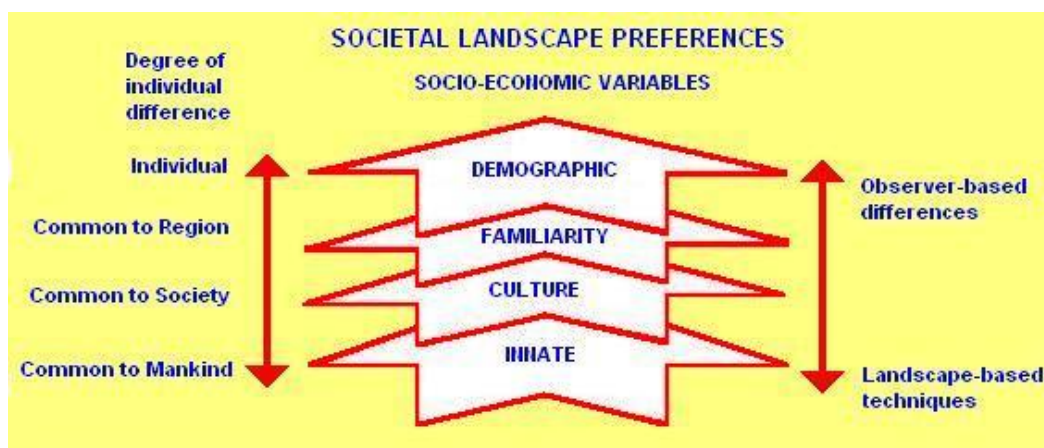 SOCIETAL LANDSCAPE PREFERENCES
SOCIO-ECONOMIC VARIABLES
Degree of
individual
difference
Individual
Common to Region
Common to Society
Common to Mankind
DEMOGRAPHIC
FAMILIARITY
CULTURE
INNATE
Observer-based
differences
Landscape-based
techniques